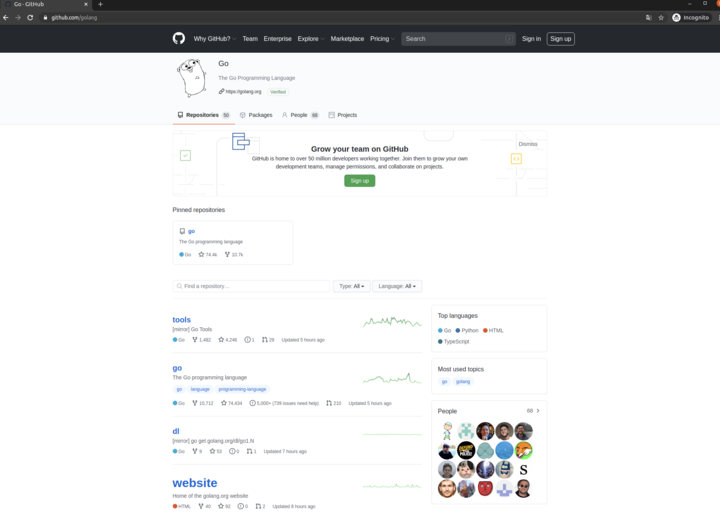 Go · GitHub
github.com/golang
Incognito
Why GitHub?
Team
Enterprise
Explore
Marketplace
Pricing
Search
/
Sign in
Sign up
Go
The Go Programming Language
https://golang.org
Verified
Repositories 50
Packages
People 68
Projects
Dismiss
Grow your team on GitHub
GitHub is home to over 50 million developers working together. Join them to grow your
own development teams, manage permissions, and collaborate on projects.
Sign up
Pinned repositories
go
The Go programming language
Go 74.4k 10.7k
Find a repository…
Type: All
Language: All
tools
[mirror] Go Tools
Go 1,482 4,246 1 29 Updated 5 hours ago
go
The Go programming language
go language programming-language
Go 10,712 74,434 5,000+ (739 issues need help) 210 Updated 5 hours ago
dl
[mirror] go get golang.org/dl/go1.N
Go 9 53 0 1 Updated 7 hours ago
website
Home of the golang.org website
HTML 40 92 0 2 Updated 8 hours ago
Top languages
Go Python HTML
TypeScript
Most used topics
go golang
People 68
S